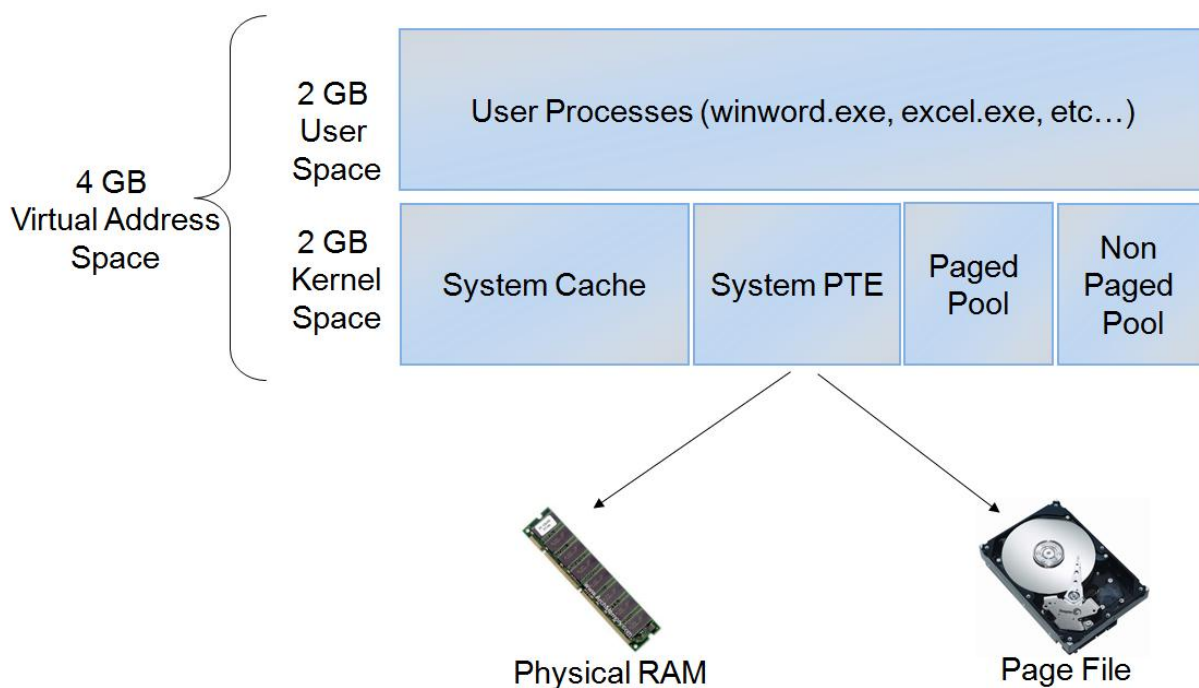 4 GB
Virtual Address
Space
2 GB
User
Space
User Processes (winword.exe, excel.exe, etc…)
2 GB
Kernel
Space
System Cache
System PTE
Paged
Pool
Non
Paged
Pool
Physical RAM
Page File